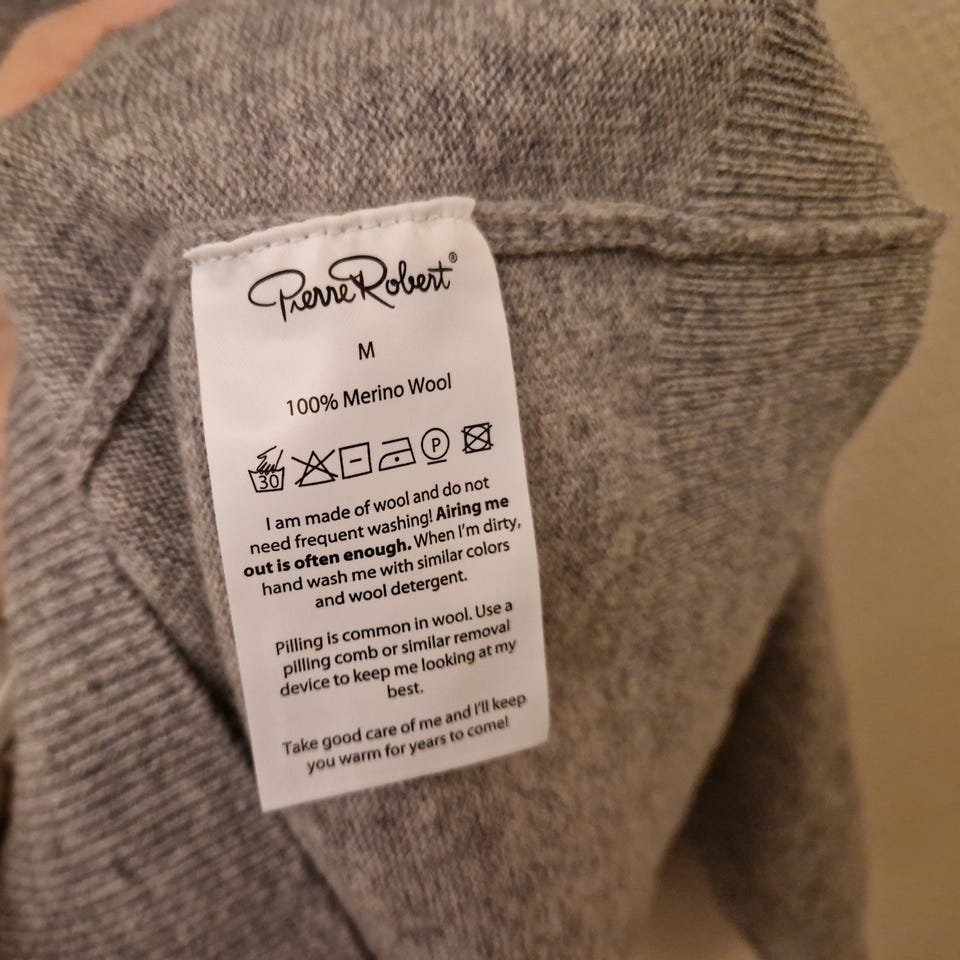 Pierre Robert®
M
100% Merino Wool
30 P
I am made of wool and do not
need frequent washing! Airing me
out is often enough. When I'm dirty,
hand wash me with similar colors
and wool detergent.
Pilling is common in wool. Use a
pilling comb or similar removal
device to keep me looking at my
best.
Take good care of me and I'll keep
you warm for years to come!